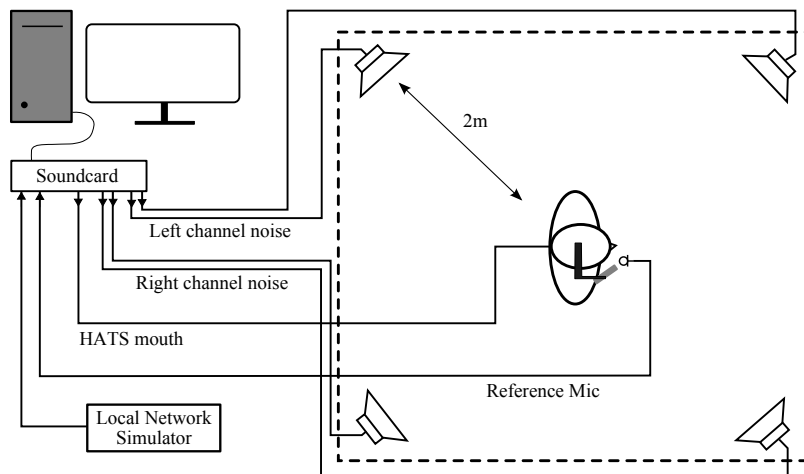 2m
Soundcard
Left channel noise
Right channel noise
HATS mouth
Reference Mic
Local Network
Simulator